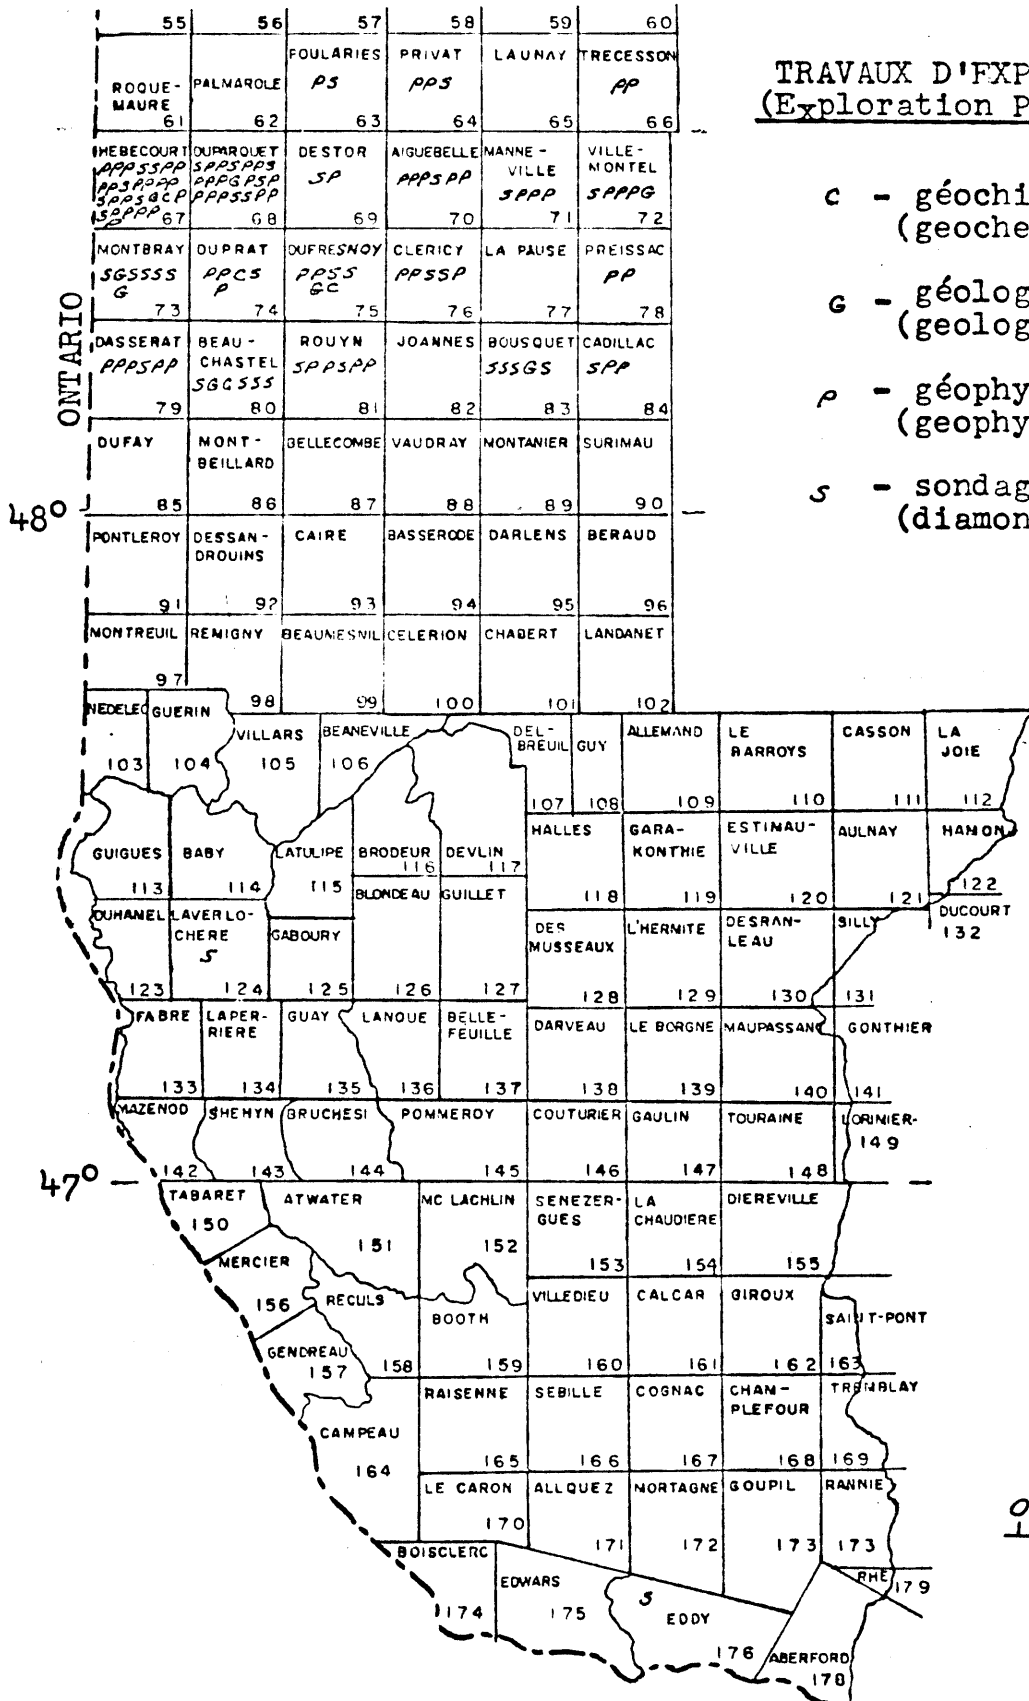 55 56 57 58 59 60
TRAVAUX D'EXP
(Exploration P
ROQUE-
MAURE
61
PALMAROLE
62
FOULARIES
PS
63
PRIVAT
PPS
64
LAUNAY
65
TRECESSON
PP
66
HEBECOURT
PPPSSPP
PPSPPPP
SPPSGCP
SPPPP
P
67
DUPARQUET
SPPSPPS
PPPGPSP
PPPSSPP
68
DESTOR
SP
69
AIGUEBELLE
PPPSPP
70
MANNE-
VILLE
SPPP
71
VILLE-
MONTEL
SPPPG
72
C - géochi
(geoche
G - géolog
(geolog
P - géophy
(geophy
S - sondag
(diamon
ONTARIO
MONTBRAY
SGSSSS
G
73
DUPRAT
PPCS
P
74
DUFRESNOY
PPSS
GC
75
CLERICY
PPSSP
76
LA PAUSE
77
PREISSAC
PP
78
DASSERAT
PPPSPP
79
BEAU-
CHASTEL
SGCSSS
80
ROUYN
SPPSPP
81
JOANNES
82
BOUSQUET
SSSGS
83
CADILLAC
SPP
84
DUFAY
85
MONT-
BEILLARD
86
BELLECOMBE
87
VAUDRAY
88
MONTANIER
89
SURIMAU
90
48°
PONTLEROY
91
DESSAN-
DROUINS
92
CAIRE
93
BASSERODE
94
DARLENS
95
BERAUD
96
MONTREUIL
97
REMIGNY
98
BEAUMESNIL
99
CELERION
100
CHABERT
101
LANDANET
102
NEDELEC
103
GUERIN
104
VILLARS
105
BEANEVILLE
106
DEL-
BREUIL
107
GUY
108
ALLEMAND
109
LE
BARROYS
110
CASSON
111
LA
JOIE
112
GUIGUES
113
BABY
114
LATULIPE
115
BRODEUR
116
DEVLIN
117
HALLES
118
GARA-
KONTHIE
119
ESTIMAU-
VILLE
120
AULNAY
121
HAMON
122
DUHAMEL
123
LAVERLO-
CHERE
S
124
GABOURY
125
BLONDEAU
126
GUILLET
127
DES
MUSSEAUX
128
L'HERMITE
129
DESRAN-
LEAU
130
SILLY
131
DUCOURT
132
FABRE
133
LAPER-
RIERE
134
GUAY
135
LANOUE
136
BELLE-
FEUILLE
137
DARVEAU
138
LE BORGNE
139
MAUPASSANT
140
GONTHIER
141
MAZENOD
142
SHEHYN
143
BRUCHESI
144
POMMEROY
145
COUTURIER
146
GAULIN
147
TOURAINE
148
LORINIER-
149
47°
TABARET
150
ATWATER
151
MC LACHLIN
152
SENEZER-
GUES
153
LA
CHAUDIERE
154
DIEREVILLE
155
MERCIER
156
GENDREAU
157
RECULS
158
BOOTH
159
VILLEDIEU
160
CALCAR
161
GIROUX
162
SAINT-PONT
163
CAMPEAU
164
RAISENNE
165
SEBILLE
166
COGNAC
167
CHAM-
PLEFOUR
168
TREMBLAY
169
LE CARON
170
ALLQUEZ
171
MORTAGNE
172
GOUPIL
173
RANNIE
173
BOISCLERC
174
EDWARS
175
S
EDDY
176
ABERFORD
178
RHE
179
0